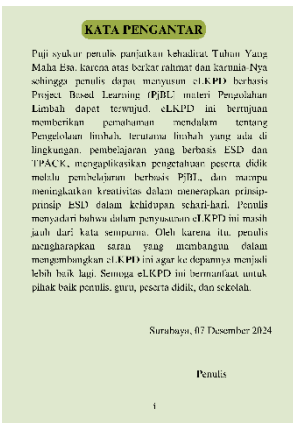 KATA PENGANTAR
Puji syukur penulis panjatkan kehadirat Tuhan Yang
Maha Esa, karena atas berkat rahmat dan karunia-Nya
sehingga penulis dapat menyusun eLKPD berbasis
Project Based Learning (PjBL) materi Pengolahan
Limbah dapat terwujud. eLKPD ini bertujuan
memberikan pemahaman mendalam tentang
Pengelolaan limbah, terutama limbah yang ada di
lingkungan, pembelajaran yang berbasis ESD dan
TPACK, mengaplikasikan pengetahuan peserta didik
melalu pembelajaran berbasis PjBL, dan mampu
meningkatkan kreativitas dalam menerapkan prinsip-
prinsip ESD dalam kehidupan sehari-hari. Penulis
menyadari bahwa dalam penyusunan eLKPD ini masih
jauh dari kata sempurna. Oleh karena itu, penulis
mengharapkan saran yang membangun dalam
mengembangkan eLKPD ini agar ke depannya menjadi
lebih baik lagi. Semoga eLKPD ini bermanfaat untuk
pihak baik penulis, guru, peserta didik, dan sekolah.
Surabaya, 07 Desember 2024
Penulis
i